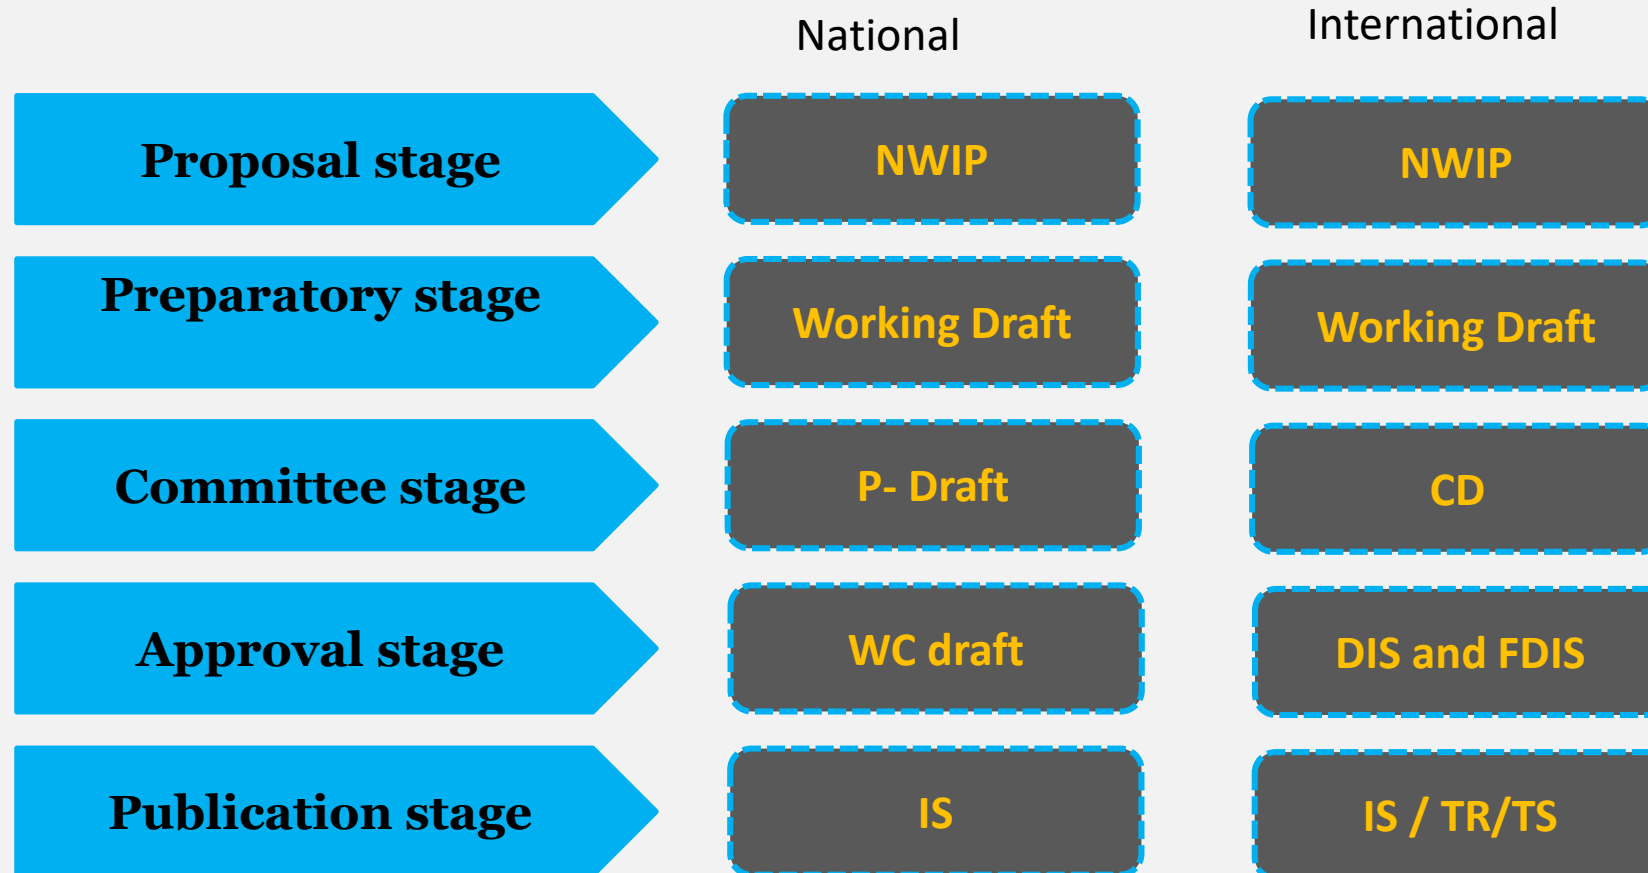 National
International
Proposal stage
NWIP
NWIP
Preparatory stage
Working Draft
Working Draft
Committee stage
P- Draft
CD
Approval stage
WC draft
DIS and FDIS
Publication stage
IS
IS / TR/TS